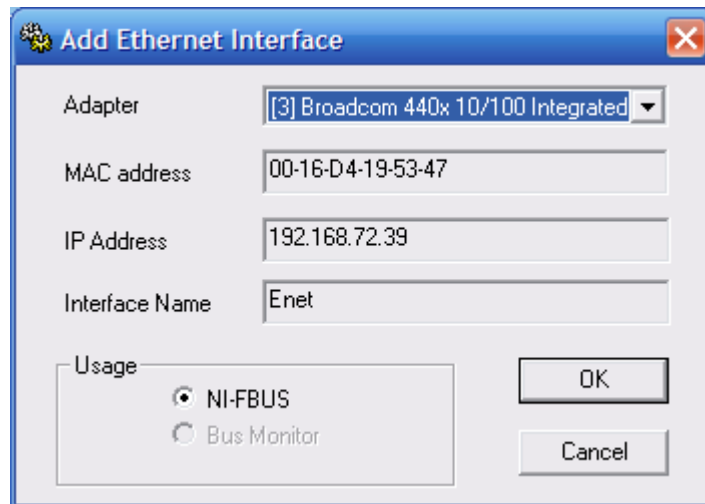 Add Ethernet Interface
Adapter [3] Broadcom 440x 10/100 Integrated
MAC address 00-16-D4-19-53-47
IP Address 192.168.72.39
Interface Name Enet
Usage
NI-FBUS
Bus Monitor
OK
Cancel